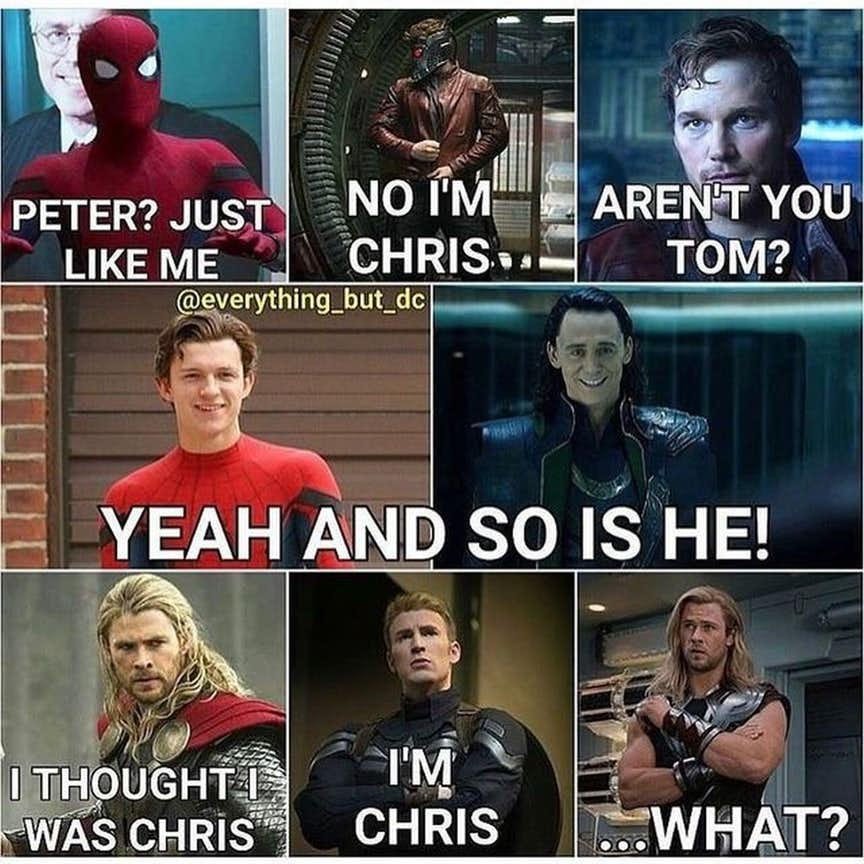 PETER? JUST
LIKE ME
NO I'M
CHRIS
AREN'T YOU
TOM?
@everything_but_dc
YEAH AND SO IS HE!
I THOUGHT I
WAS CHRIS
I'M
CHRIS
...WHAT?